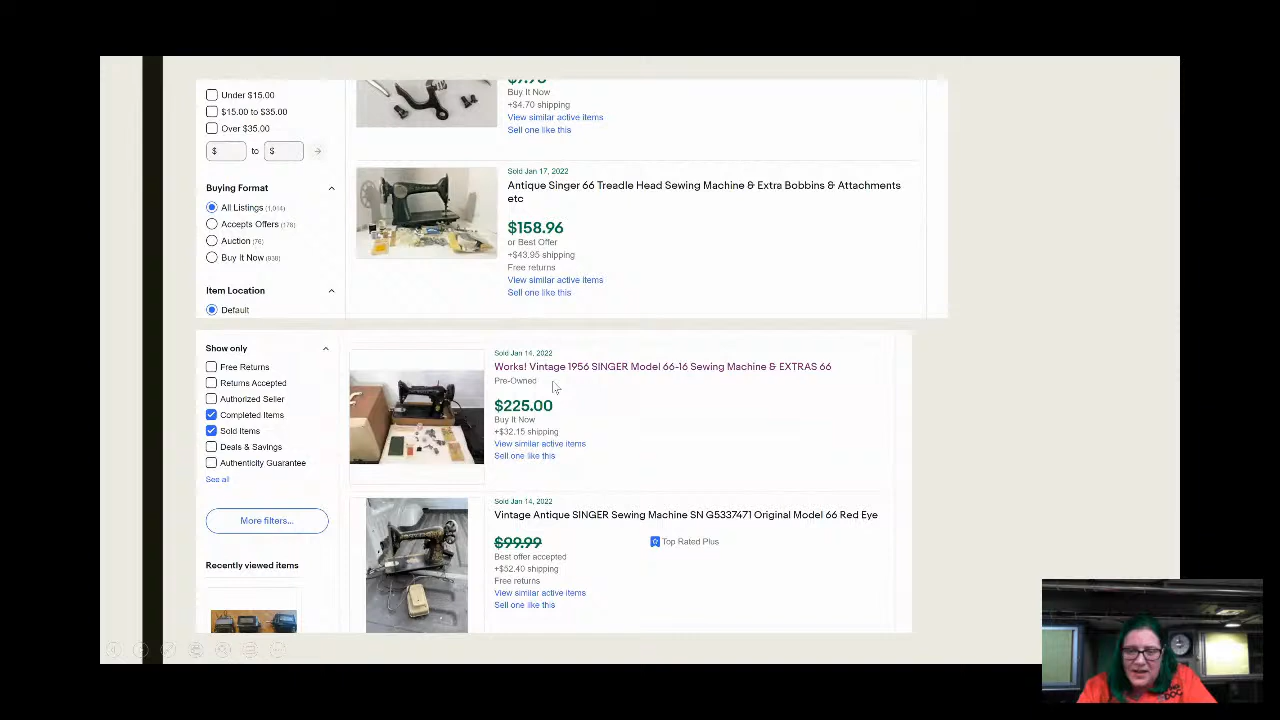 Under $15.00
$15.00 to $35.00
Over $35.00
$ to $
Buying Format
All Listings (1,014)
Accepts Offers (178)
Auction (76)
Buy It Now (938)
Item Location
Default
$9.95
Buy It Now
+$4.70 shipping
View similar active items
Sell one like this
Sold Jan 17, 2022
Antique Singer 66 Treadle Head Sewing Machine & Extra Bobbins & Attachments
etc
$158.96
or Best Offer
+$43.95 shipping
Free returns
View similar active items
Sell one like this
Show only
Free Returns
Returns Accepted
Authorized Seller
Completed Items
Sold Items
Deals & Savings
Authenticity Guarantee
See all
More filters...
Recently viewed items
Sold Jan 14, 2022
Works! Vintage 1956 SINGER Model 66-16 Sewing Machine & EXTRAS 66
Pre-Owned
$225.00
Buy It Now
+$32.15 shipping
View similar active items
Sell one like this
Sold Jan 14, 2022
Vintage Antique SINGER Sewing Machine SN G5337471 Original Model 66 Red Eye
$99.99
Top Rated Plus
Best offer accepted
+$52.40 shipping
Free returns
View similar active items
Sell one like this